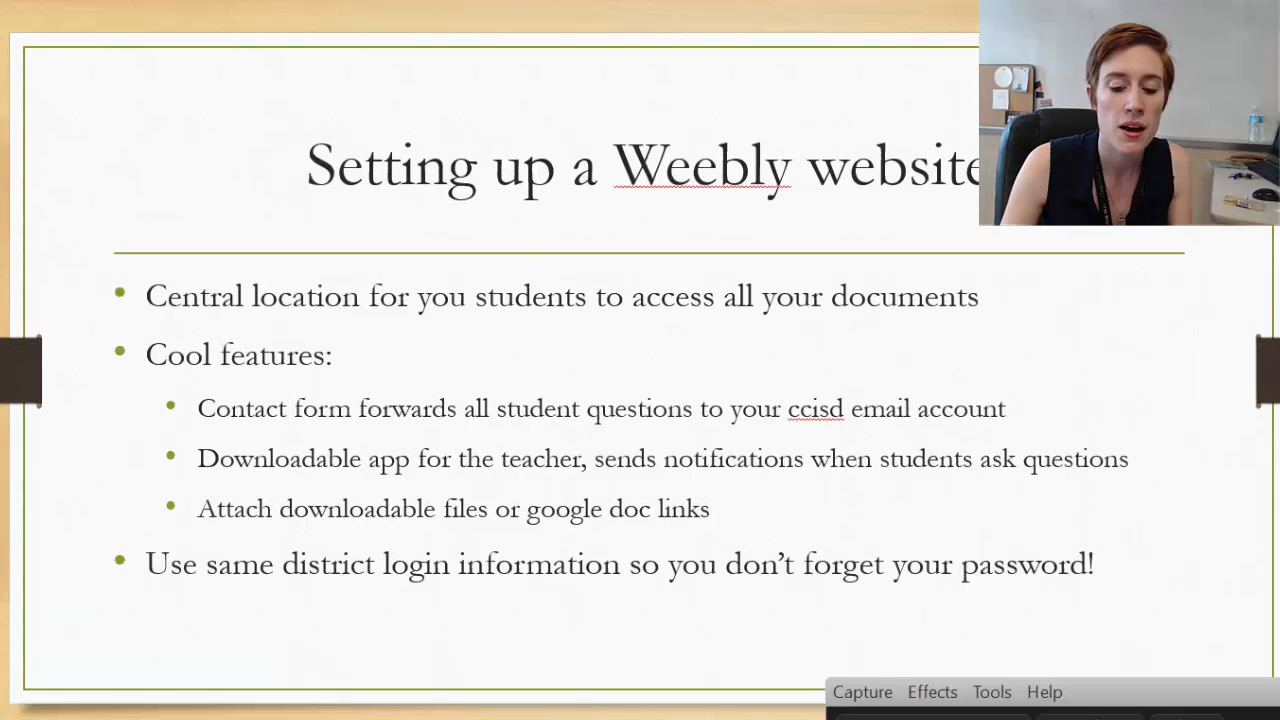 Setting up a Weebly website
Central location for you students to access all your documents
Cool features:
Contact form forwards all student questions to your ccisd email account
Downloadable app for the teacher, sends notifications when students ask questions
Attach downloadable files or google doc links
Use same district login information so you don’t forget your password!
Capture Effects Tools Help